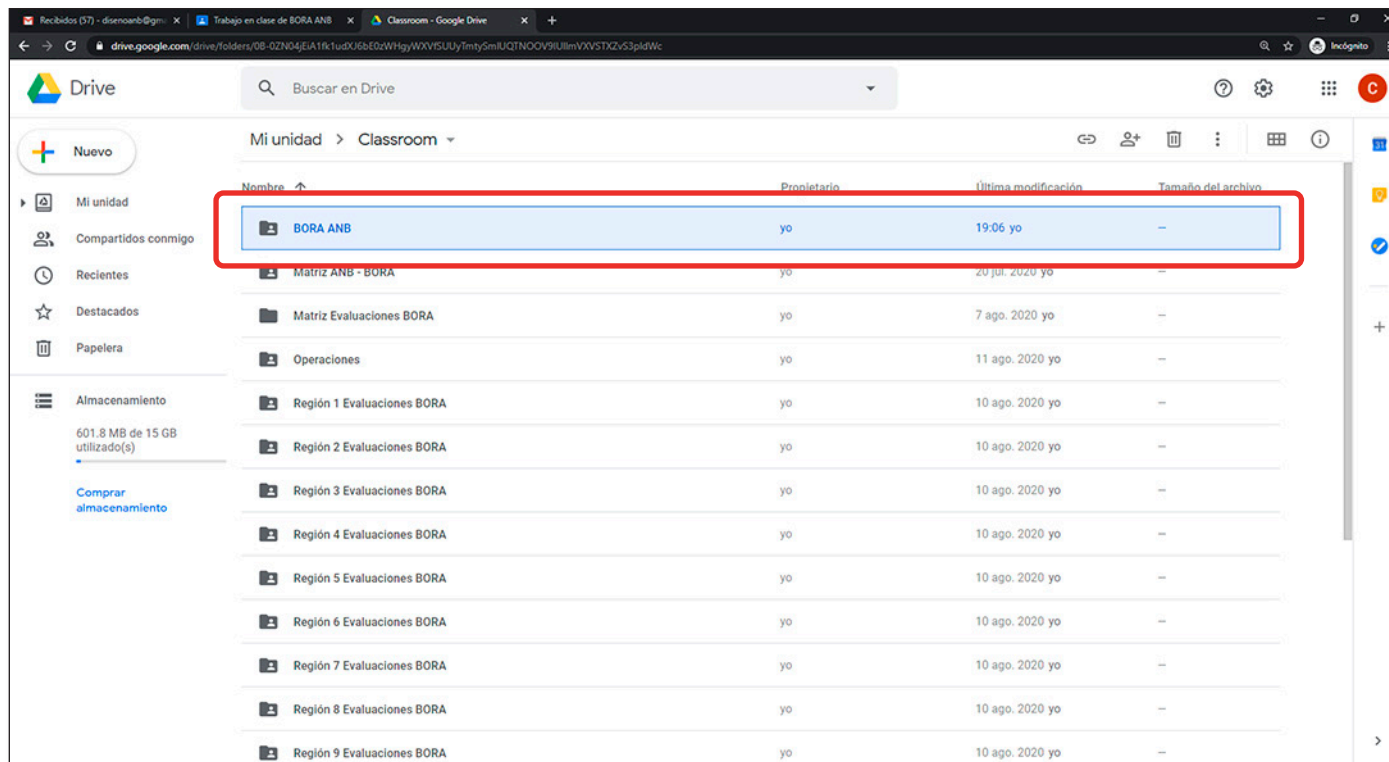 Recibidos (57) - disenoanb@gm
Trabajo en clase de BORA ANB
Classroom - Google Drive
drive.google.com/drive/folders/
Incógnito
Drive
Buscar en Drive
C
Nuevo
Mi unidad > Classroom
31
Nombre Propietario Última modificación Tamaño del archivo
Mi unidad
Compartidos conmigo
Recientes
Destacados
Papelera
Almacenamiento
601.8 MB de 15 GB
utilizado(s)
Comprar
almacenamiento
BORA ANB yo 19:06 yo –
Matriz ANB - BORA yo 20 jul. 2020 yo –
Matriz Evaluaciones BORA yo 7 ago. 2020 yo –
Operaciones yo 11 ago. 2020 yo –
Región 1 Evaluaciones BORA yo 10 ago. 2020 yo –
Región 2 Evaluaciones BORA yo 10 ago. 2020 yo –
Región 3 Evaluaciones BORA yo 10 ago. 2020 yo –
Región 4 Evaluaciones BORA yo 10 ago. 2020 yo –
Región 5 Evaluaciones BORA yo 10 ago. 2020 yo –
Región 6 Evaluaciones BORA yo 10 ago. 2020 yo –
Región 7 Evaluaciones BORA yo 10 ago. 2020 yo –
Región 8 Evaluaciones BORA yo 10 ago. 2020 yo –
Región 9 Evaluaciones BORA yo 10 ago. 2020 yo –